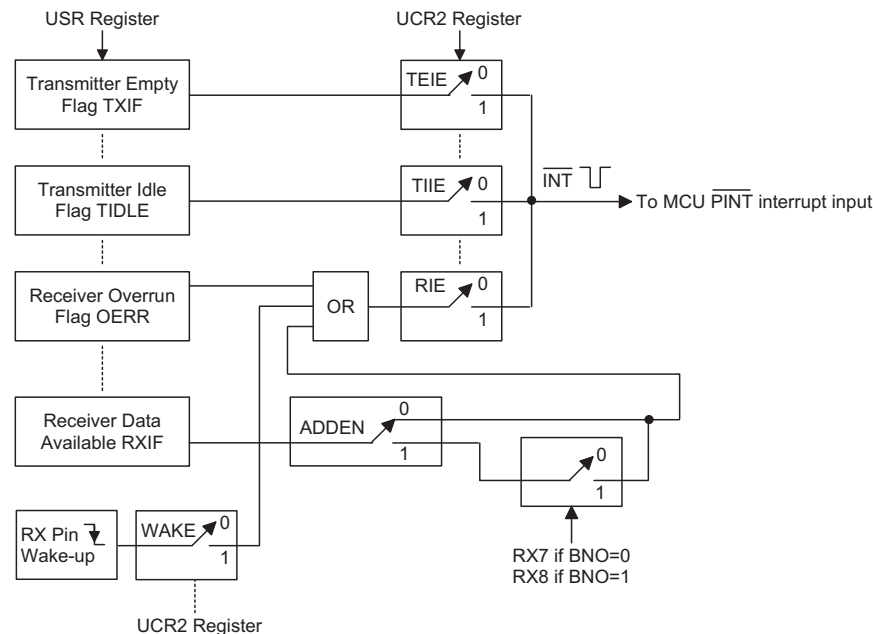 USR Register
UCR2 Register
Transmitter Empty
Flag TXIF
TEIE
0
1
Transmitter Idle
Flag TIDLE
TIIE
0
1
INT
To MCU PINT interrupt input
Receiver Overrun
Flag OERR
OR
RIE
0
1
Receiver Data
Available RXIF
ADDEN
0
1
0
1
RX Pin
Wake-up
WAKE
0
1
RX7 if BNO=0
RX8 if BNO=1
UCR2 Register